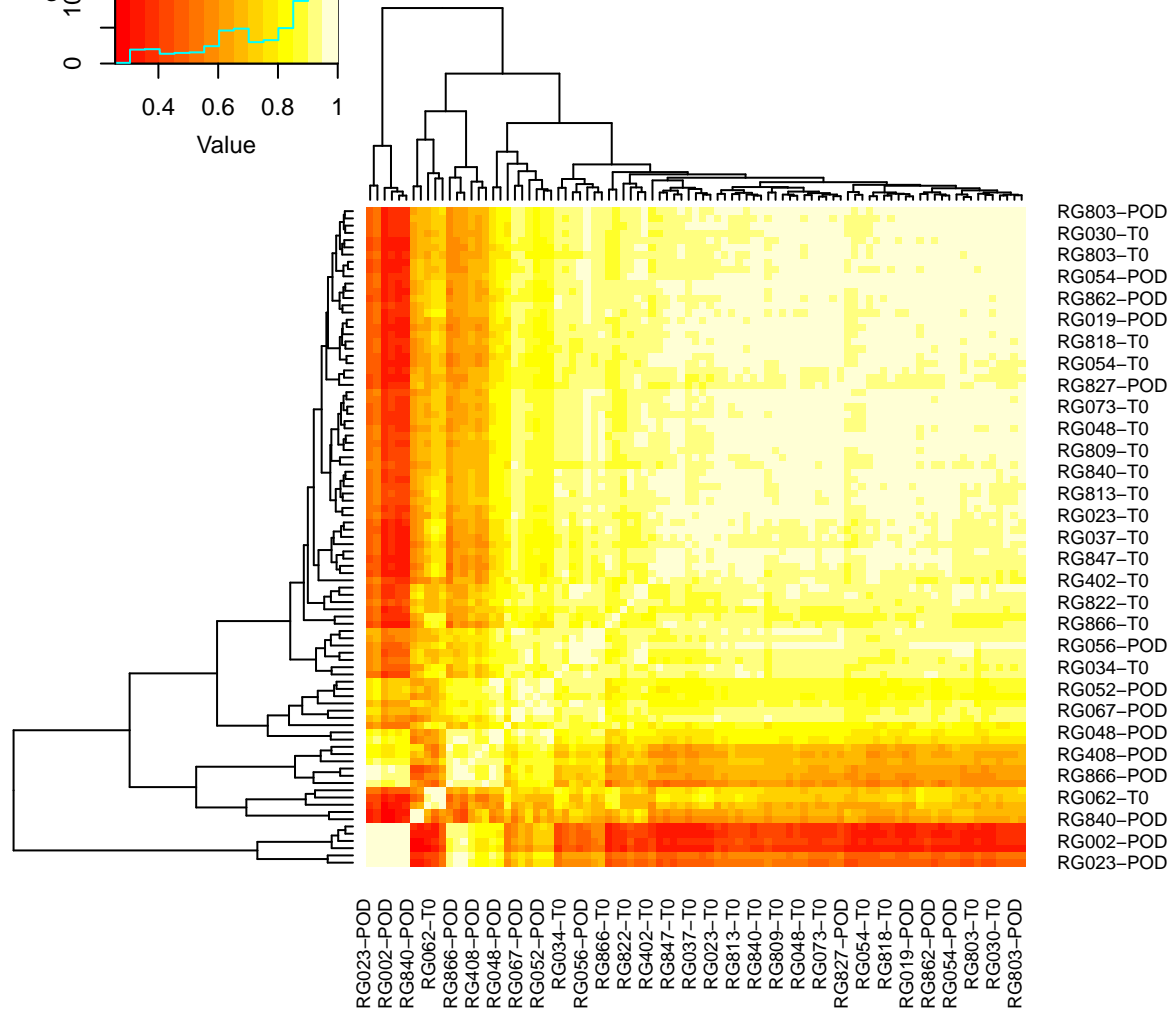 0
0.4 0.6 0.8 1
Value
RG803−POD
RG030−T0
RG803−T0
RG054−POD
RG862−POD
RG019−POD
RG818−T0
RG054−T0
RG827−POD
RG073−T0
RG048−T0
RG809−T0
RG840−T0
RG813−T0
RG023−T0
RG037−T0
RG847−T0
RG402−T0
RG822−T0
RG866−T0
RG056−POD
RG034−T0
RG052−POD
RG067−POD
RG048−POD
RG408−POD
RG866−POD
RG062−T0
RG840−POD
RG002−POD
RG023−POD
RG023−POD
RG002−POD
RG840−POD
RG062−T0
RG866−POD
RG408−POD
RG048−POD
RG067−POD
RG052−POD
RG034−T0
RG056−POD
RG866−T0
RG822−T0
RG402−T0
RG847−T0
RG037−T0
RG023−T0
RG813−T0
RG840−T0
RG809−T0
RG048−T0
RG073−T0
RG827−POD
RG054−T0
RG818−T0
RG019−POD
RG862−POD
RG054−POD
RG803−T0
RG030−T0
RG803−POD